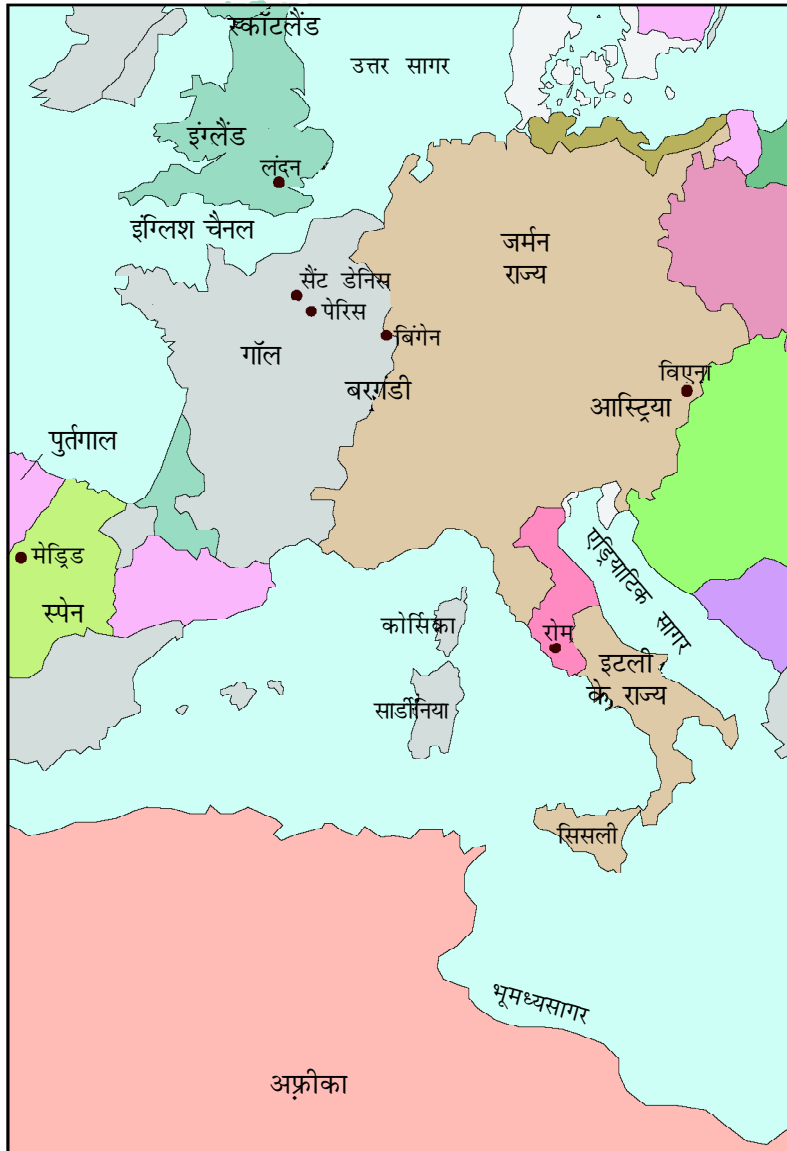 स्कॉटलैंड
उत्तर सागर
इंग्लैंड
लंदन
इंग्लिश चैनल
जर्मन
राज्य
सैंट डेनिस
पेरिस
गॉल
बिंगेन
बरगंडी
विएना
आस्ट्रिया
पुर्तगाल
मेड्रिड
स्पेन
एड्रियाटिक सागर
कोर्सिका
रोम
इटली
के राज्य
सार्डीनिया
सिसली
भूमध्यसागर
अफ़्रीका